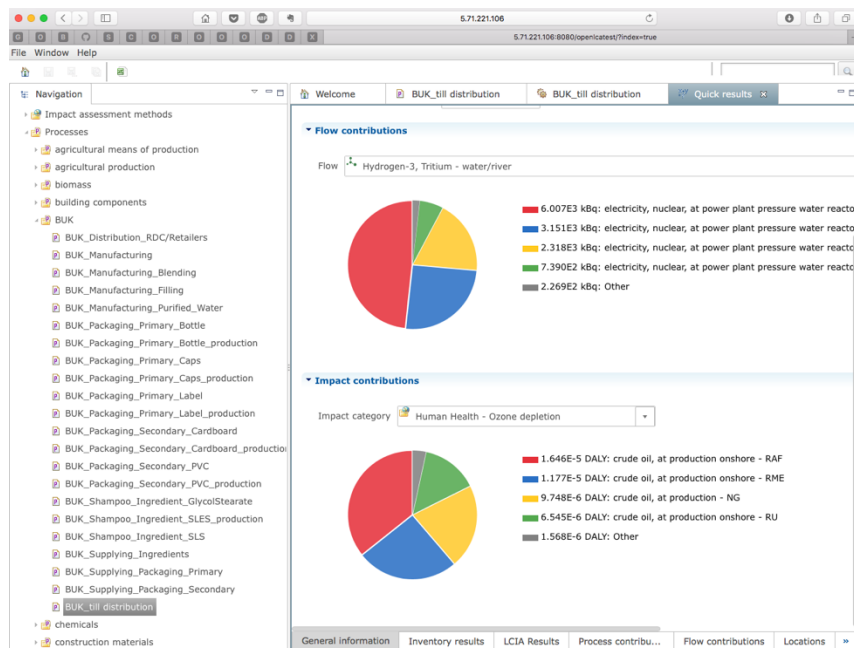 5.71.221.106
O O B S C O R D O O O D D X
5.71.221.106:8080/openlcatest/?index=true
File Window Help
Navigation
Welcome
BUK_till distribution
BUK_till distribution
Quick results
Impact assessment methods
Processes
agricultural means of production
agricultural production
biomass
building components
BUK
BUK_Distribution_RDC/Retailers
BUK_Manufacturing
BUK_Manufacturing_Blending
BUK_Manufacturing_Filling
BUK_Manufacturing_Purified_Water
BUK_Packaging_Primary_Bottle
BUK_Packaging_Primary_Bottle_production
BUK_Packaging_Primary_Caps
BUK_Packaging_Primary_Caps_production
BUK_Packaging_Primary_Label
BUK_Packaging_Primary_Label_production
BUK_Packaging_Secondary_Cardboard
BUK_Packaging_Secondary_Cardboard_production
BUK_Packaging_Secondary_PVC
BUK_Packaging_Secondary_PVC_production
BUK_Shampoo_Ingredient_GlycolStearate
BUK_Shampoo_Ingredient_SLES_production
BUK_Shampoo_Ingredient_SLS
BUK_Supplying_Ingredients
BUK_Supplying_Packaging_Primary
BUK_Supplying_Packaging_Secondary
BUK_till distribution
chemicals
construction materials
Flow contributions
Flow
Hydrogen-3, Tritium - water/river
6.007E3 kBq: electricity, nuclear, at power plant pressure water reacto
3.151E3 kBq: electricity, nuclear, at power plant pressure water reacto
2.318E3 kBq: electricity, nuclear, at power plant pressure water reacto
7.390E2 kBq: electricity, nuclear, at power plant pressure water reacto
2.269E2 kBq: Other
Impact contributions
Impact category
Human Health - Ozone depletion
1.646E-5 DALY: crude oil, at production onshore - RAF
1.177E-5 DALY: crude oil, at production onshore - RME
9.748E-6 DALY: crude oil, at production - NG
6.545E-6 DALY: crude oil, at production onshore - RU
1.568E-6 DALY: Other
General information
Inventory results
LCIA Results
Process contribu...
Flow contributions
Locations
»